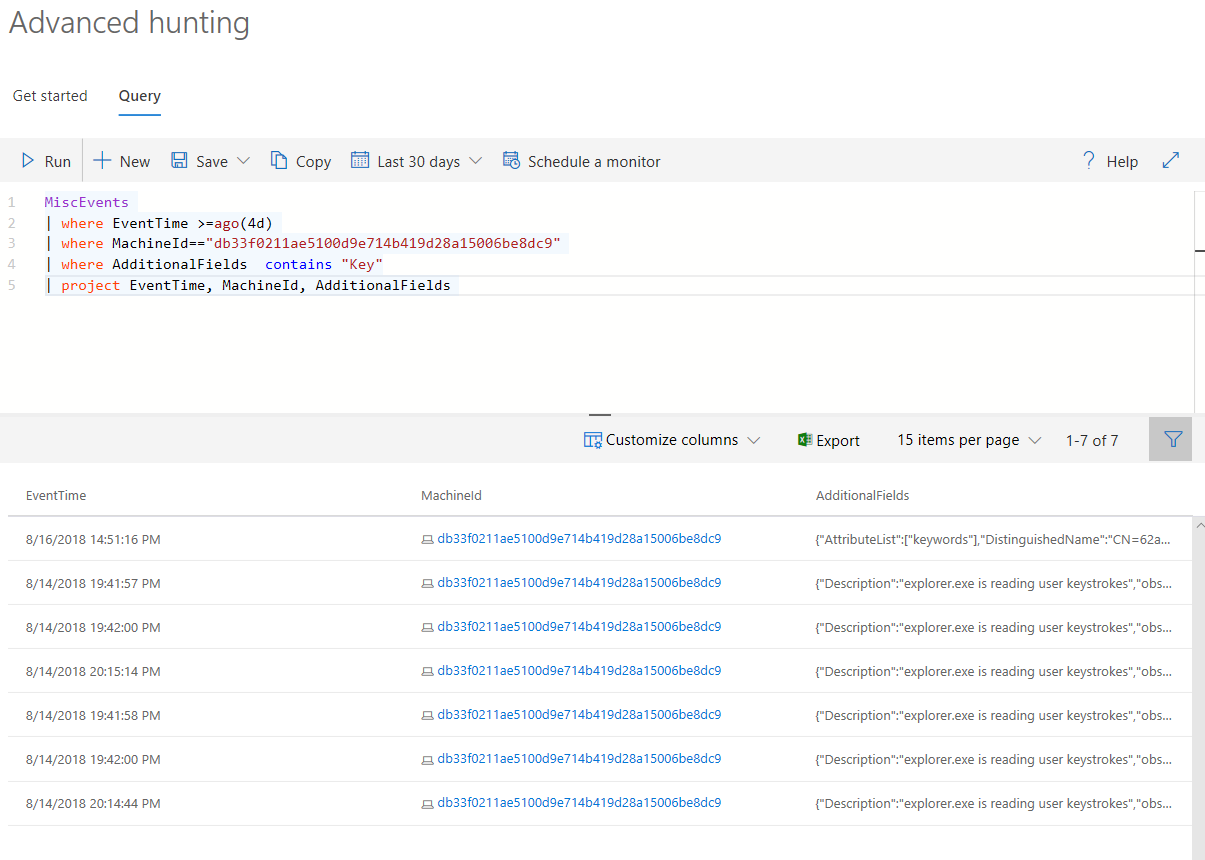 Advanced hunting
Get started Query
Run New Save Copy Last 30 days Schedule a monitor Help
1 MiscEvents
2 | where EventTime >=ago(4d)
3 | where MachineId=="db33f0211ae5100d9e714b419d28a15006be8dc9"
4 | where AdditionalFields  contains "Key"
5 | project EventTime, MachineId, AdditionalFields
Customize columns Export 15 items per page 1-7 of 7
EventTime MachineId AdditionalFields
8/16/2018 14:51:16 PM db33f0211ae5100d9e714b419d28a15006be8dc9 {"AttributeList":["keywords"],"DistinguishedName":"CN=62a...
8/14/2018 19:41:57 PM db33f0211ae5100d9e714b419d28a15006be8dc9 {"Description":"explorer.exe is reading user keystrokes","obs...
8/14/2018 19:42:00 PM db33f0211ae5100d9e714b419d28a15006be8dc9 {"Description":"explorer.exe is reading user keystrokes","obs...
8/14/2018 20:15:14 PM db33f0211ae5100d9e714b419d28a15006be8dc9 {"Description":"explorer.exe is reading user keystrokes","obs...
8/14/2018 19:41:58 PM db33f0211ae5100d9e714b419d28a15006be8dc9 {"Description":"explorer.exe is reading user keystrokes","obs...
8/14/2018 19:42:00 PM db33f0211ae5100d9e714b419d28a15006be8dc9 {"Description":"explorer.exe is reading user keystrokes","obs...
8/14/2018 20:14:44 PM db33f0211ae5100d9e714b419d28a15006be8dc9 {"Description":"explorer.exe is reading user keystrokes","obs...